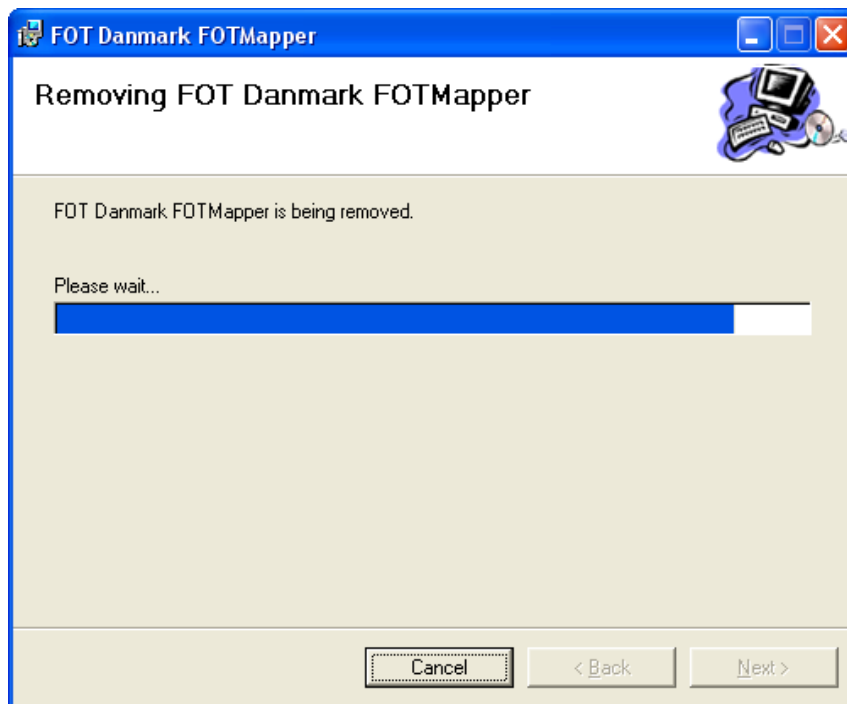 FOT Danmark FOTMapper
Removing FOT Danmark FOTMapper
FOT Danmark FOTMapper is being removed.
Please wait...
Cancel
< Back
Next >